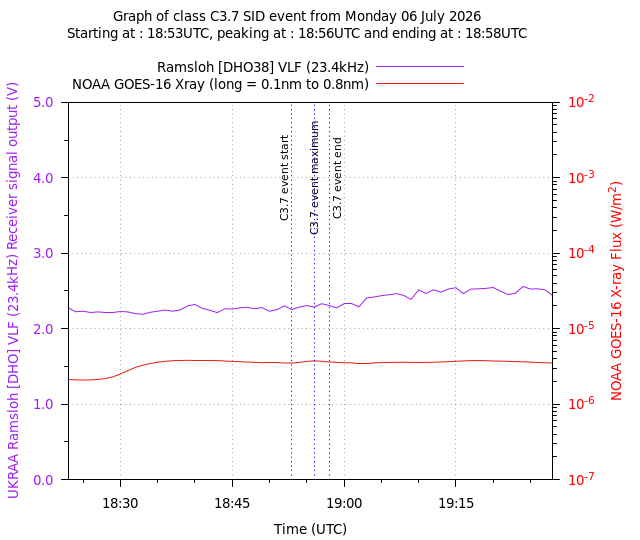 Graph of class C3.7 SID event from Monday 06 July 2026
Starting at : 18:53UTC, peaking at : 18:56UTC and ending at : 18:58UTC
Ramsloh [DHO38] VLF (23.4kHz)
NOAA GOES-16 Xray (long = 0.1nm to 0.8nm)
UKRAA Ramsloh [DHO] VLF (23.4kHz) Receiver signal output (V)
5.0
4.0
3.0
2.0
1.0
0.0
C3.7 event start
C3.7 event maximum
C3.7 event end
10⁻²
10⁻³
10⁻⁴
10⁻⁵
10⁻⁶
10⁻⁷
NOAA GOES-16 X-ray Flux (W/m²)
18:30 18:45 19:00 19:15
Time (UTC)